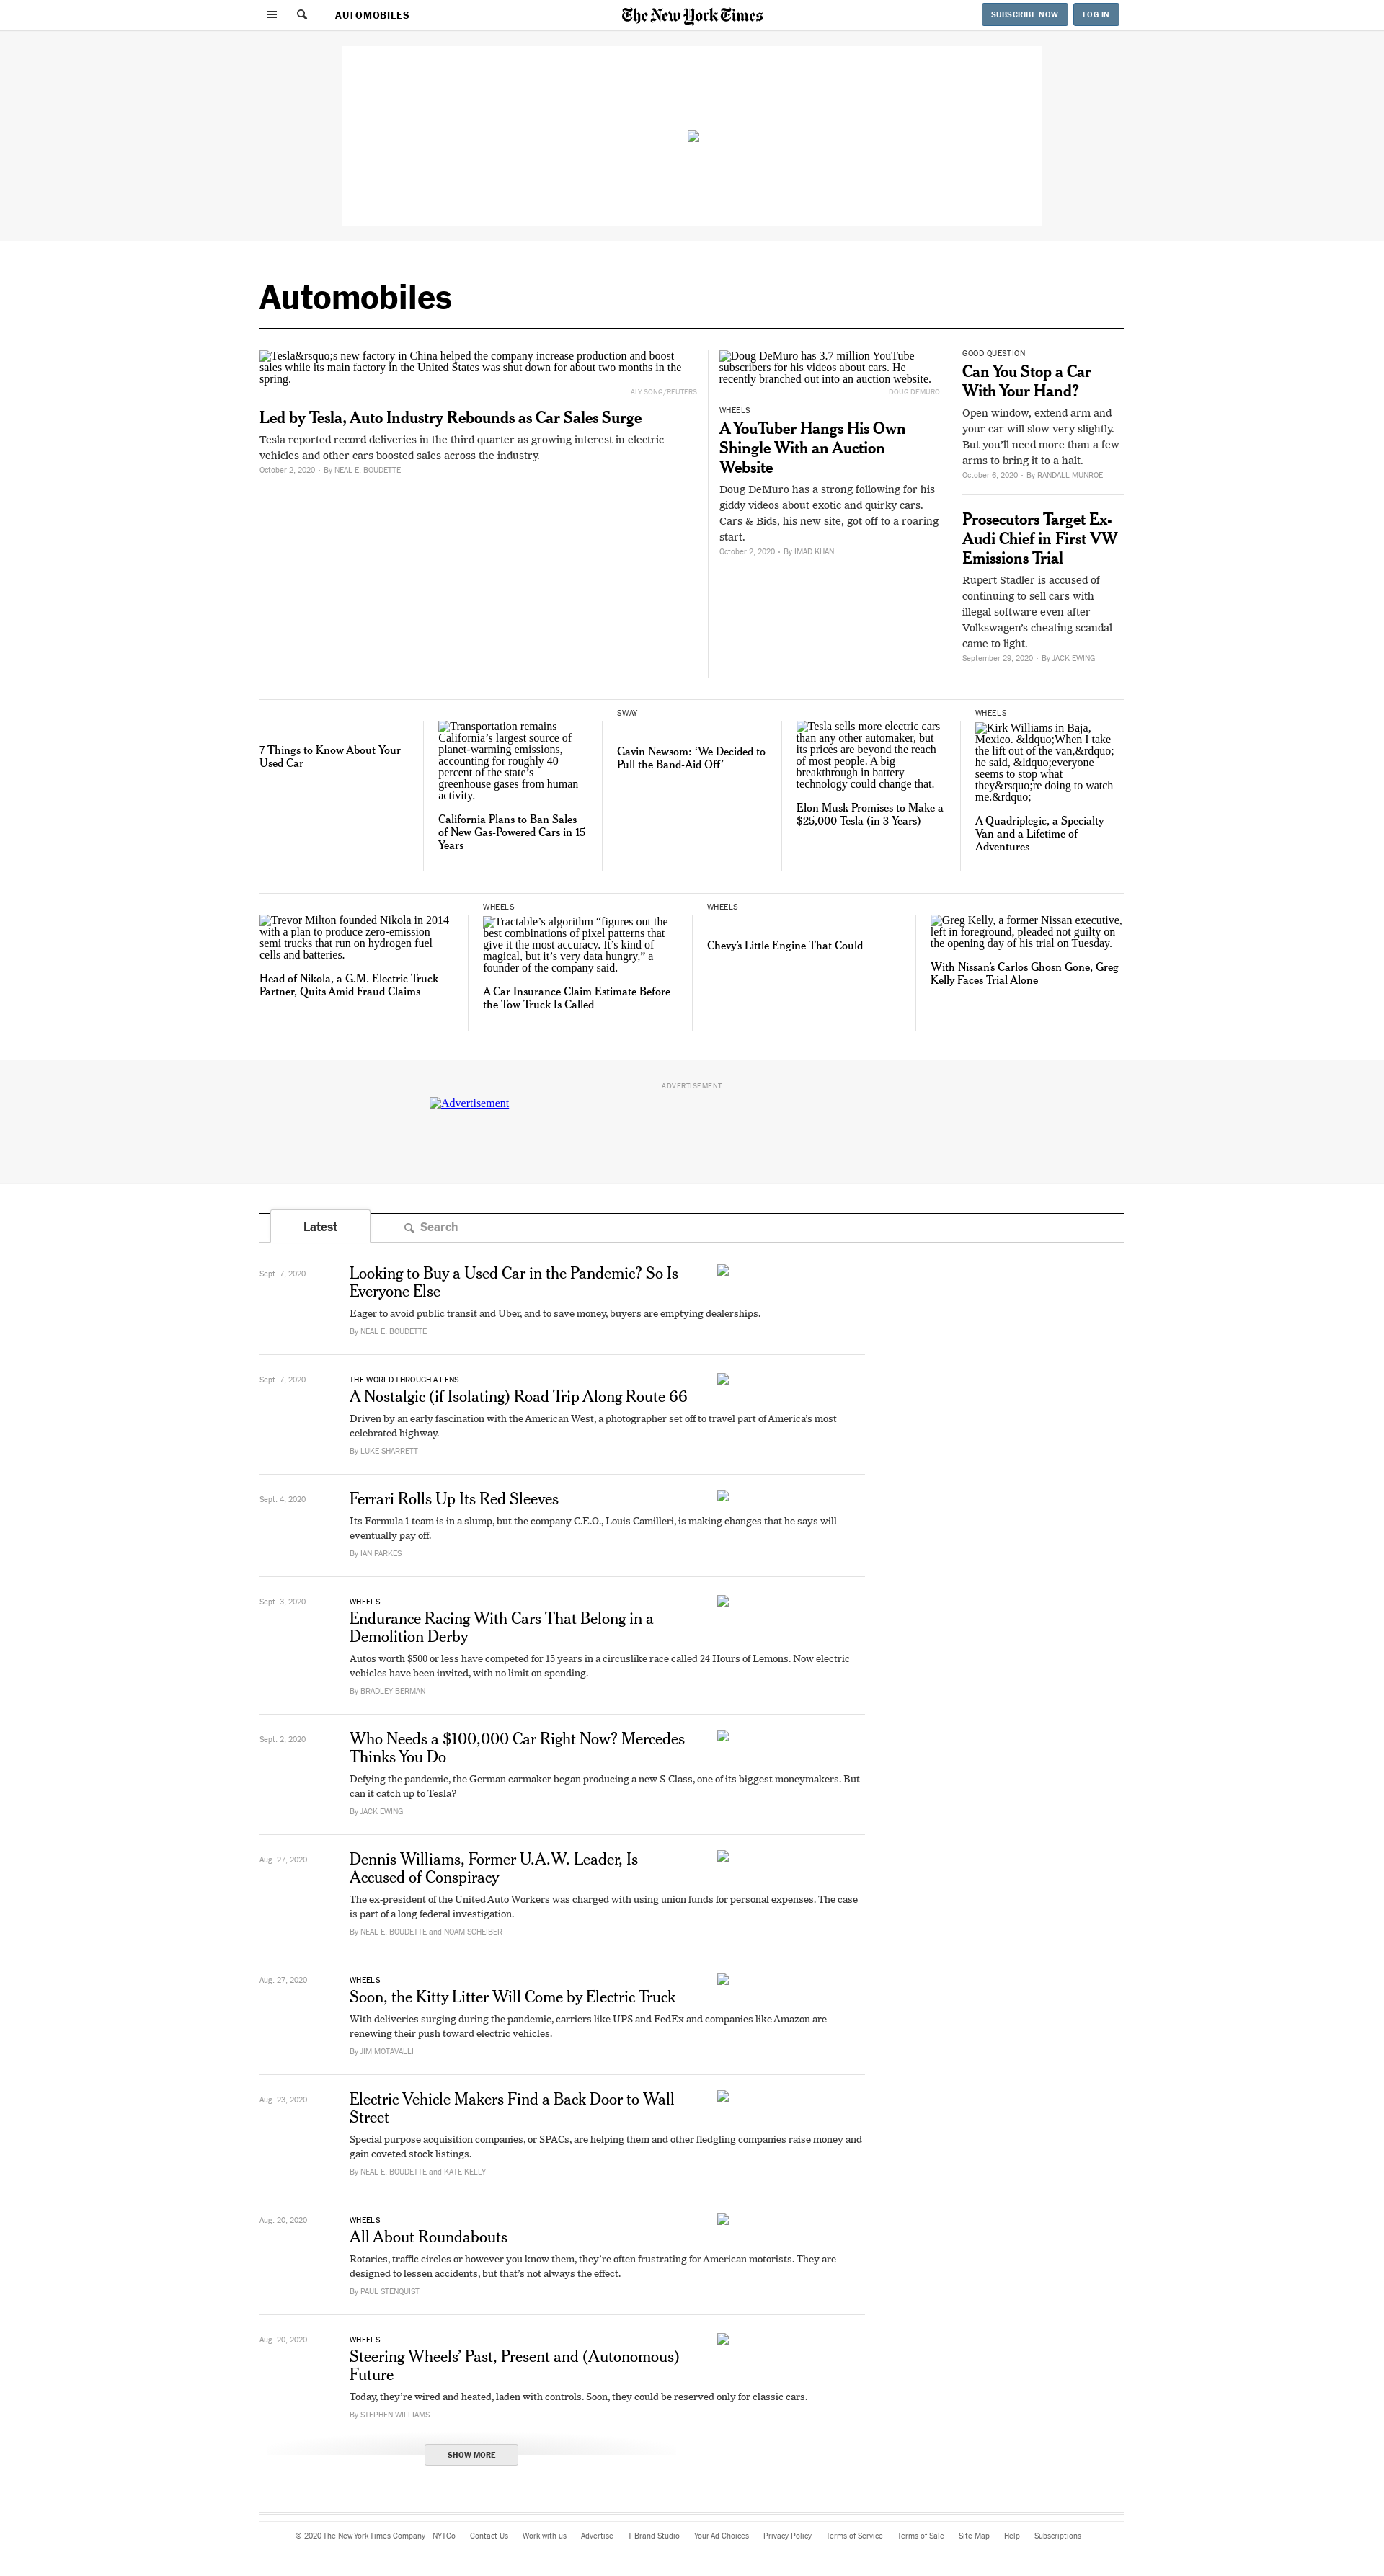 AUTOMOBILES
The New York Times
SUBSCRIBE NOW
LOG IN
Automobiles
Tesla&rsquo;s new factory in China helped the company increase production and boost
sales while its main factory in the United States was shut down for about two months in the
spring.
ALY SONG/REUTERS
Led by Tesla, Auto Industry Rebounds as Car Sales Surge
Tesla reported record deliveries in the third quarter as growing interest in electric
vehicles and other cars boosted sales across the industry.
October 2, 2020 • By NEAL E. BOUDETTE
Doug DeMuro has 3.7 million YouTube
subscribers for his videos about cars. He
recently branched out into an auction website.
DOUG DEMURO
WHEELS
A YouTuber Hangs His Own
Shingle With an Auction
Website
Doug DeMuro has a strong following for his
giddy videos about exotic and quirky cars.
Cars & Bids, his new site, got off to a roaring
start.
October 2, 2020 • By IMAD KHAN
GOOD QUESTION
Can You Stop a Car
With Your Hand?
Open window, extend arm and
your car will slow very slightly.
But you’ll need more than a few
arms to bring it to a halt.
October 6, 2020 • By RANDALL MUNROE
Prosecutors Target Ex-
Audi Chief in First VW
Emissions Trial
Rupert Stadler is accused of
continuing to sell cars with
illegal software even after
Volkswagen’s cheating scandal
came to light.
September 29, 2020 • By JACK EWING
7 Things to Know About Your
Used Car
Transportation remains
California’s largest source of
planet-warming emissions,
accounting for roughly 40
percent of the state’s
greenhouse gases from human
activity.
California Plans to Ban Sales
of New Gas-Powered Cars in 15
Years
SWAY
Gavin Newsom: ‘We Decided to
Pull the Band-Aid Off’
Tesla sells more electric cars
than any other automaker, but
its prices are beyond the reach
of most people. A big
breakthrough in battery
technology could change that.
Elon Musk Promises to Make a
$25,000 Tesla (in 3 Years)
WHEELS
Kirk Williams in Baja,
Mexico. &ldquo;When I take
the lift out of the van,&rdquo;
he said, &ldquo;everyone
seems to stop what
they&rsquo;re doing to watch
me.&rdquo;
A Quadriplegic, a Specialty
Van and a Lifetime of
Adventures
Trevor Milton founded Nikola in 2014
with a plan to produce zero-emission
semi trucks that run on hydrogen fuel
cells and batteries.
Head of Nikola, a G.M. Electric Truck
Partner, Quits Amid Fraud Claims
WHEELS
Tractable’s algorithm “figures out the
best combinations of pixel patterns that
give it the most accuracy. It’s kind of
magical, but it’s very data hungry,” a
founder of the company said.
A Car Insurance Claim Estimate Before
the Tow Truck Is Called
WHEELS
Chevy’s Little Engine That Could
Greg Kelly, a former Nissan executive,
left in foreground, pleaded not guilty on
the opening day of his trial on Tuesday.
With Nissan’s Carlos Ghosn Gone, Greg
Kelly Faces Trial Alone
ADVERTISEMENT
Advertisement
Latest
Search
Sept. 7, 2020
Looking to Buy a Used Car in the Pandemic? So Is
Everyone Else
Eager to avoid public transit and Uber, and to save money, buyers are emptying dealerships.
By NEAL E. BOUDETTE
Sept. 7, 2020
THE WORLD THROUGH A LENS
A Nostalgic (if Isolating) Road Trip Along Route 66
Driven by an early fascination with the American West, a photographer set off to travel part of America’s most
celebrated highway.
By LUKE SHARRETT
Sept. 4, 2020
Ferrari Rolls Up Its Red Sleeves
Its Formula 1 team is in a slump, but the company C.E.O., Louis Camilleri, is making changes that he says will
eventually pay off.
By IAN PARKES
Sept. 3, 2020
WHEELS
Endurance Racing With Cars That Belong in a
Demolition Derby
Autos worth $500 or less have competed for 15 years in a circuslike race called 24 Hours of Lemons. Now electric
vehicles have been invited, with no limit on spending.
By BRADLEY BERMAN
Sept. 2, 2020
Who Needs a $100,000 Car Right Now? Mercedes
Thinks You Do
Defying the pandemic, the German carmaker began producing a new S-Class, one of its biggest moneymakers. But
can it catch up to Tesla?
By JACK EWING
Aug. 27, 2020
Dennis Williams, Former U.A.W. Leader, Is
Accused of Conspiracy
The ex-president of the United Auto Workers was charged with using union funds for personal expenses. The case
is part of a long federal investigation.
By NEAL E. BOUDETTE and NOAM SCHEIBER
Aug. 27, 2020
WHEELS
Soon, the Kitty Litter Will Come by Electric Truck
With deliveries surging during the pandemic, carriers like UPS and FedEx and companies like Amazon are
renewing their push toward electric vehicles.
By JIM MOTAVALLI
Aug. 23, 2020
Electric Vehicle Makers Find a Back Door to Wall
Street
Special purpose acquisition companies, or SPACs, are helping them and other fledgling companies raise money and
gain coveted stock listings.
By NEAL E. BOUDETTE and KATE KELLY
Aug. 20, 2020
WHEELS
All About Roundabouts
Rotaries, traffic circles or however you know them, they’re often frustrating for American motorists. They are
designed to lessen accidents, but that’s not always the effect.
By PAUL STENQUIST
Aug. 20, 2020
WHEELS
Steering Wheels’ Past, Present and (Autonomous)
Future
Today, they’re wired and heated, laden with controls. Soon, they could be reserved only for classic cars.
By STEPHEN WILLIAMS
SHOW MORE
© 2020 The New York Times Company NYTCo Contact Us Work with us Advertise T Brand Studio Your Ad Choices Privacy Policy Terms of Service Terms of Sale Site Map Help Subscriptions